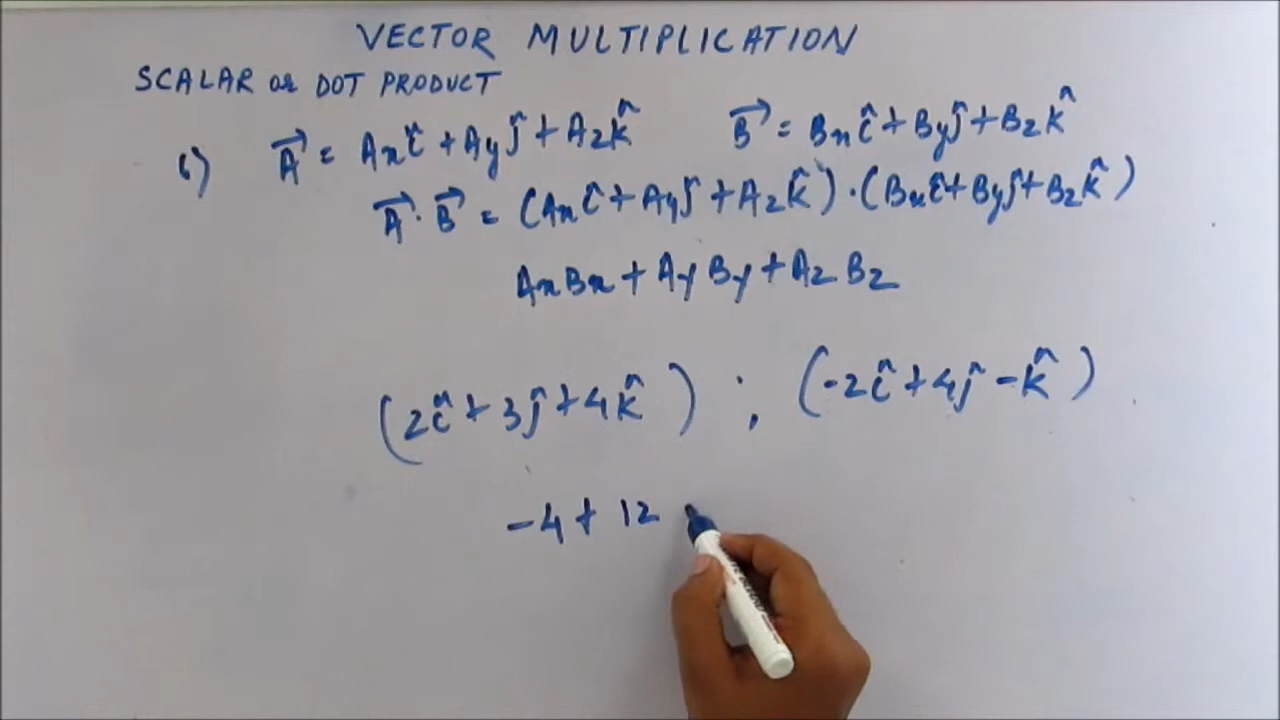 VECTOR MULTIPLICATION
SCALAR or DOT PRODUCT
6) A⃗ = Axî + Ayĵ + Azk̂ B⃗ = Bxî + Byĵ + Bzk̂
A⃗ . B⃗ = (Axî + Ayĵ + Azk̂) . (Bxî + Byĵ + Bzk̂)
AxBx + AyBy + AzBz
(2î + 3ĵ + 4k̂) ; (-2î + 4ĵ - k̂)
-4 + 12